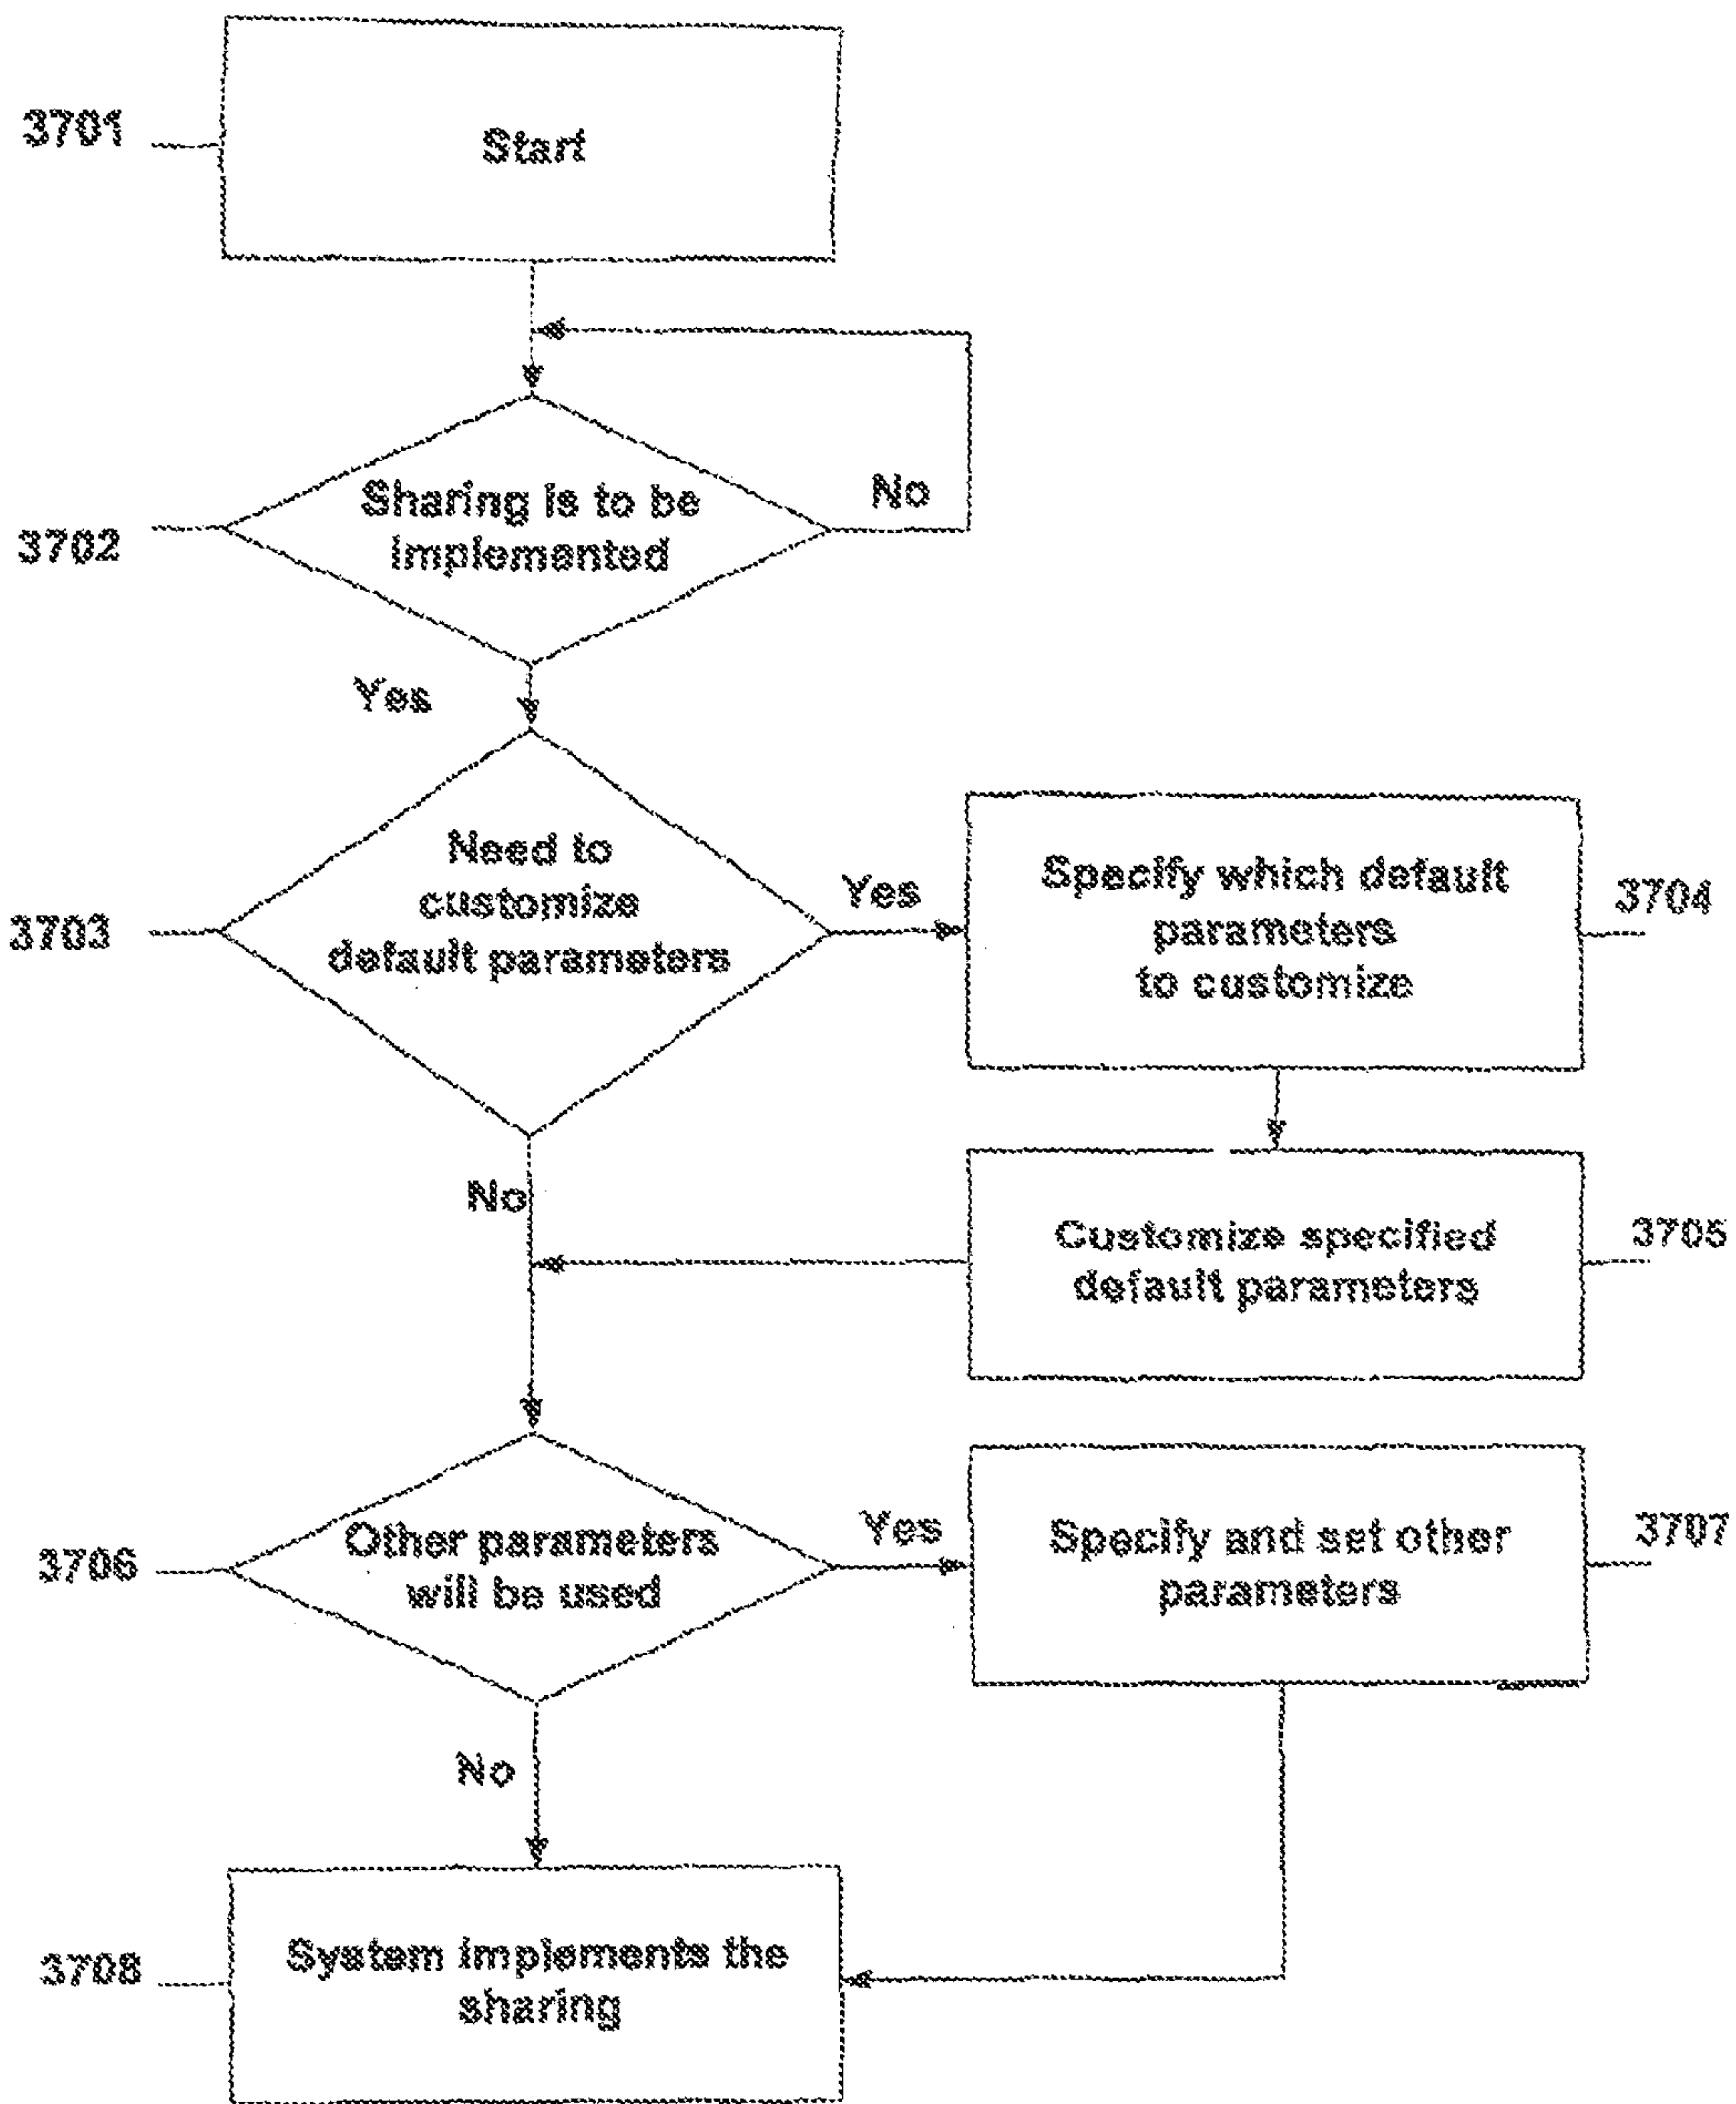 3701
Start
3702
Sharing is to be
implemented
No
Yes
3703
Need to
customize
default parameters
Yes
Specify which default
parameters
to customize
3704
No
Customize specified
default parameters
3705
3706
Other parameters
will be used
Yes
Specify and set other
parameters
3707
No
3708
System implements the
sharing